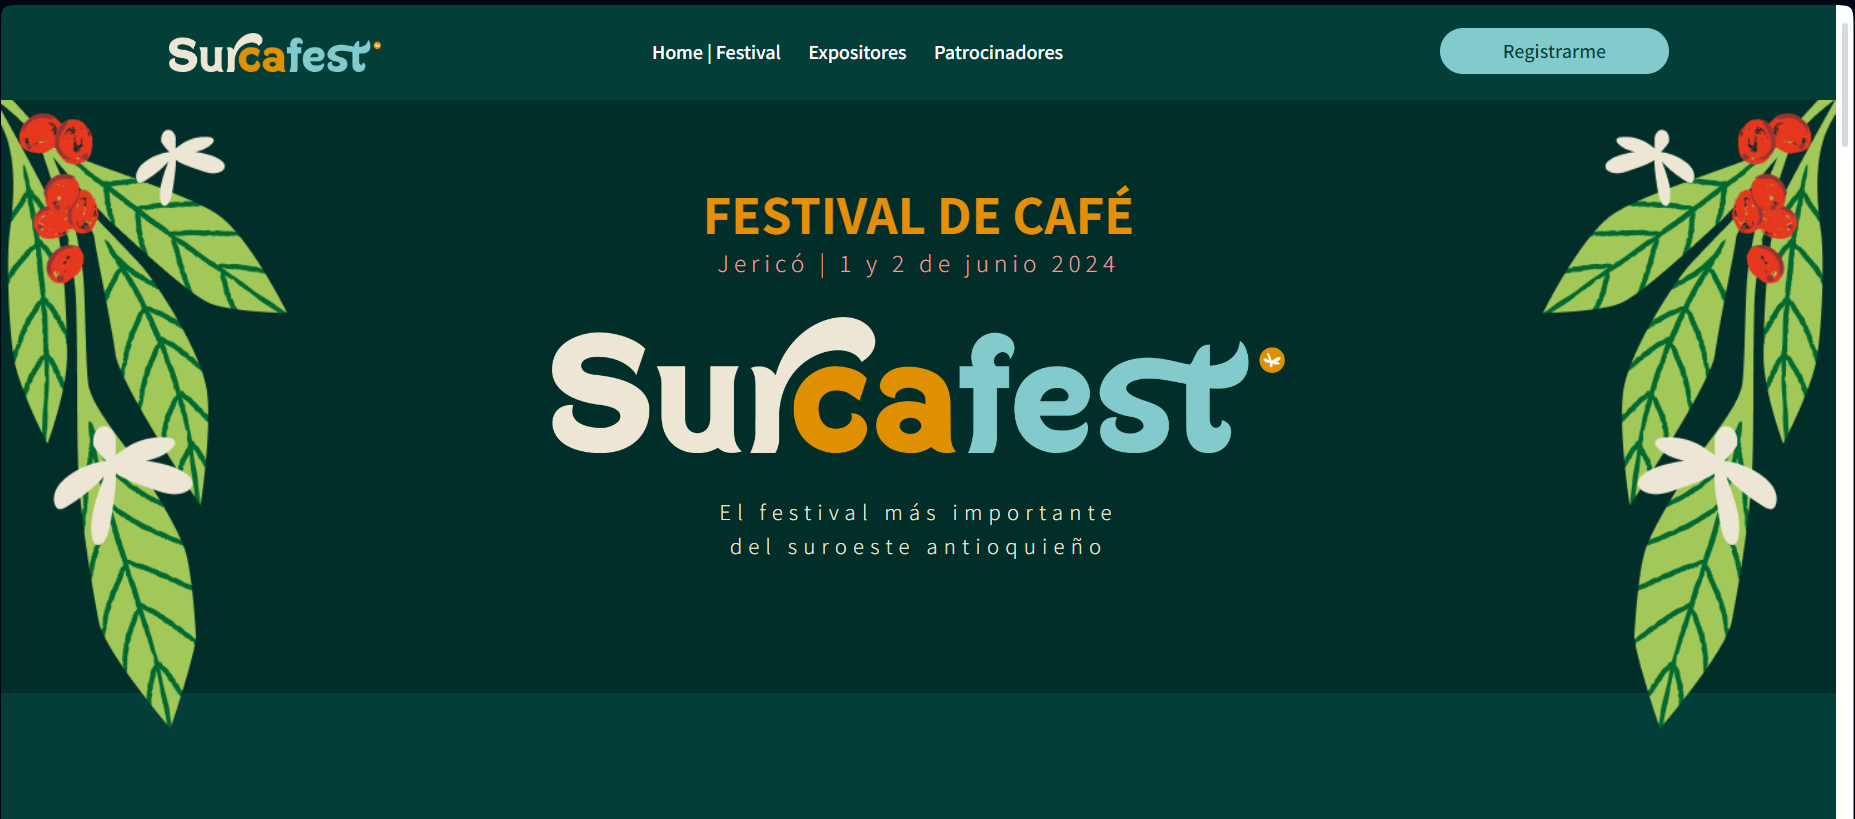 Surcafest
Home | Festival
Expositores
Patrocinadores
Registrarme
FESTIVAL DE CAFÉ
Jericó | 1 y 2 de junio 2024
Surcafest
El festival más importante
del suroeste antioquieño